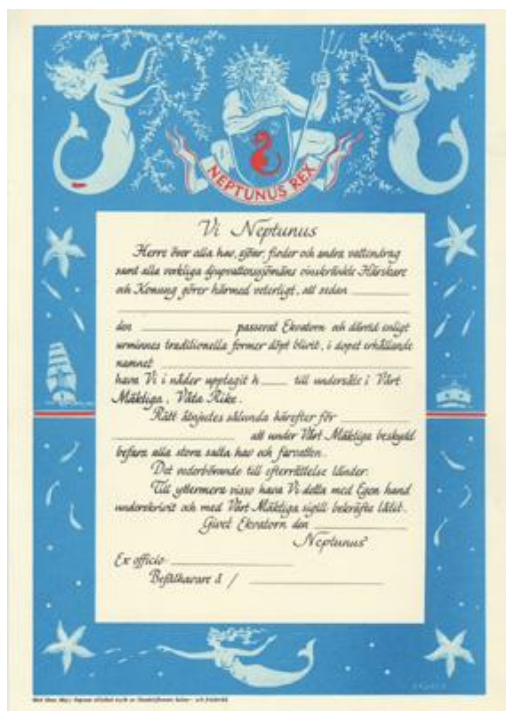 NEPTUNUS REX
Vi Neptunus
Herre över alla hav, sjöar, floder och andra vattendrag
samt alla verkliga djupvattenssjömäns oinskränkte Härskare
och Konung görer härmed veterligt, att sedan
den passerat Ekvatorn och därvid enligt
urminnes traditionella former döpt blivit, i dopet erhållande
namnet
hava Vi i nåder upptagit h till undersåte i Vårt
Mäktiga, Våta Rike.
Rätt åtnjutes sålunda härefter för
att under Vårt Mäktiga beskydd
befara alla stora salta hav och farvatten.
Det vederbörande till efterrättelse länder.
Till yttermera visso hava Vi detta med Egen hand
underskrivit och med Vårt Mäktiga sigill bekräfta låtit.
Givet Ekvatorn den
Neptunus
Ex officio
Befälhavare å /